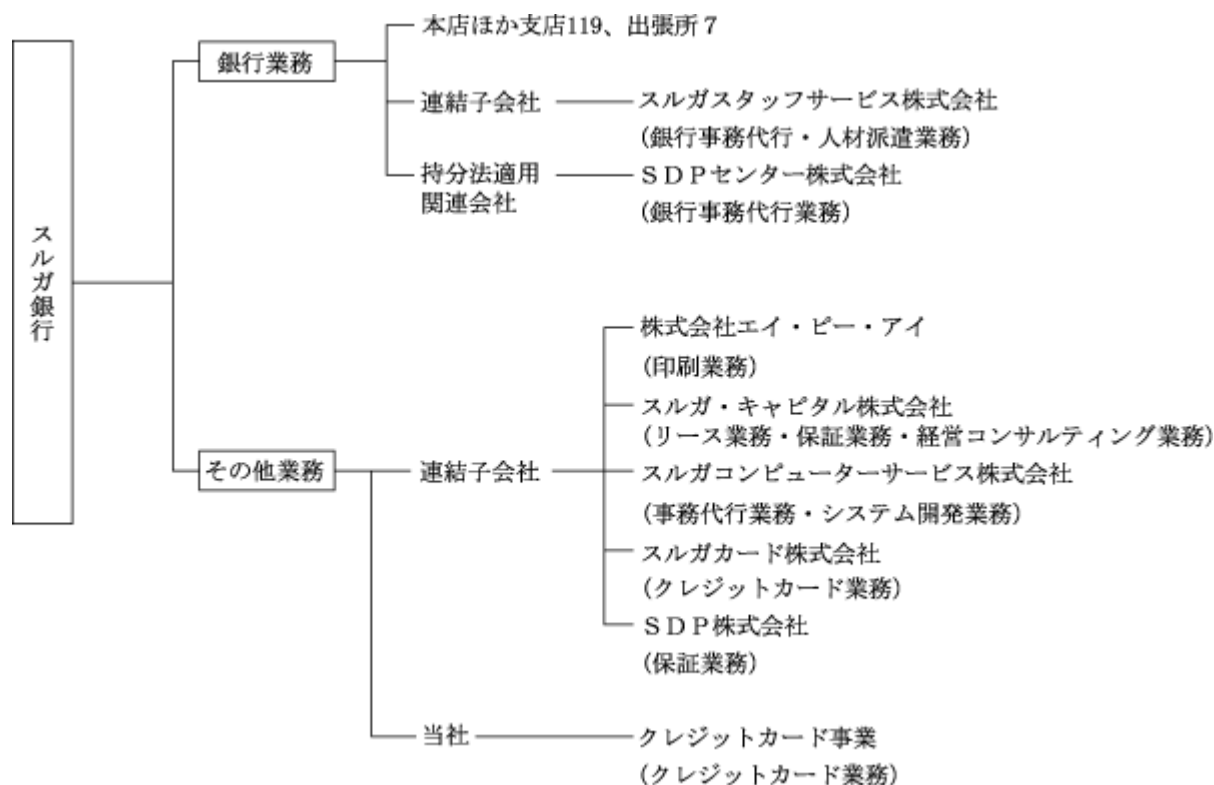 スルガ銀行
銀行業務
本店ほか支店119、出張所7
連結子会社
スルガスタッフサービス株式会社
(銀行事務代行・人材派遣業務)
持分法適用
関連会社
SDPセンター株式会社
(銀行事務代行業務)
その他業務
連結子会社
株式会社エイ・ピー・アイ
(印刷業務)
スルガ・キャピタル株式会社
(リース業務・保証業務・経営コンサルティング業務)
スルガコンピューターサービス株式会社
(事務代行業務・システム開発業務)
スルガカード株式会社
(クレジットカード業務)
SDP株式会社
(保証業務)
当社
クレジットカード事業
(クレジットカード業務)